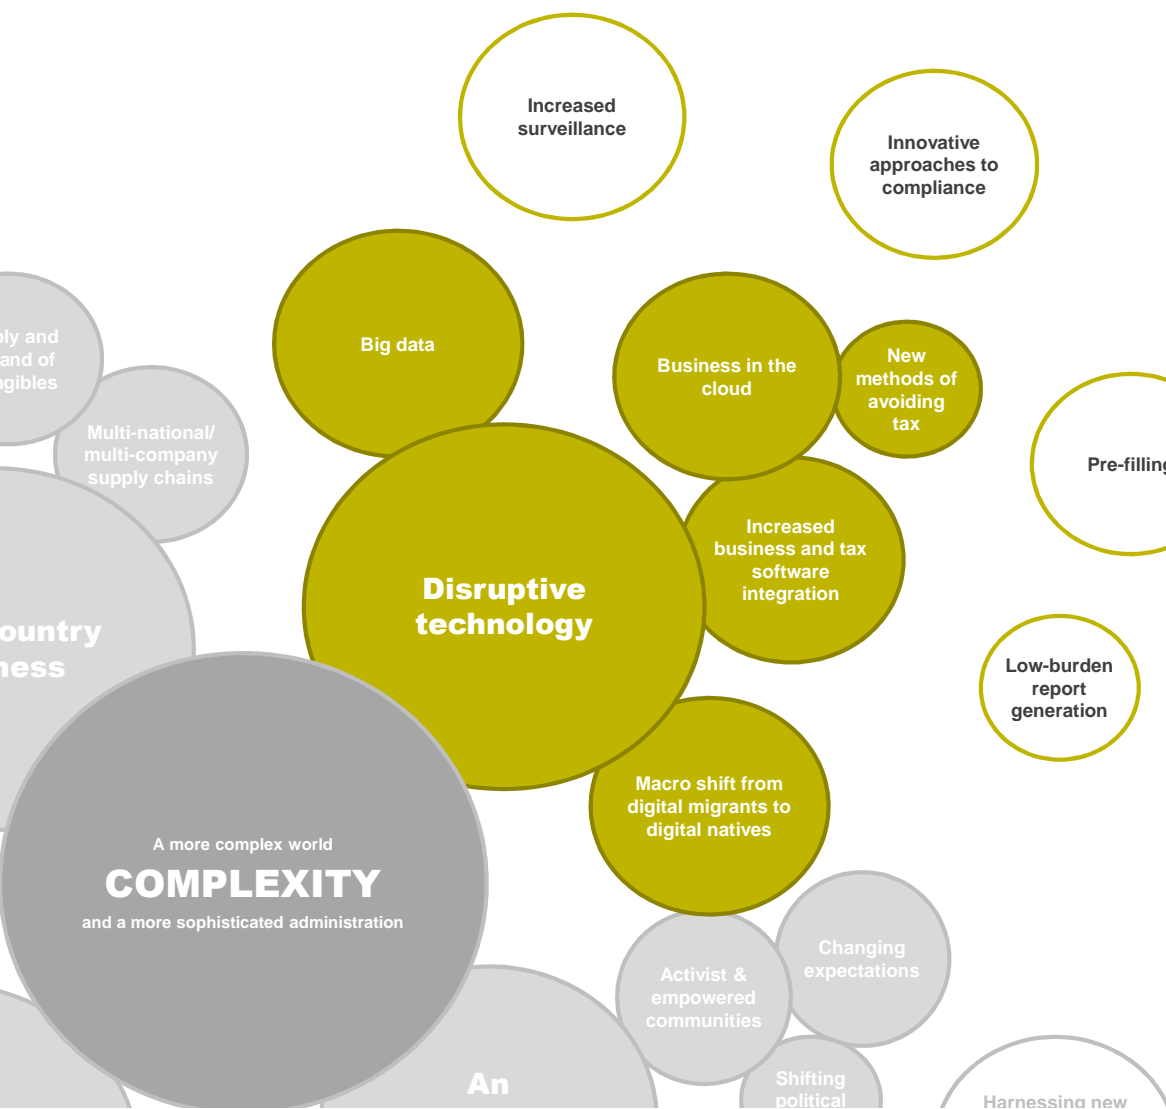 Increased
surveillance
Innovative
approaches to
compliance
Big data
Business in the
cloud
New
methods of
avoiding
tax
and
Multi-national/
multi-company
supply chains
Increased
business and tax
software
integration
Disruptive
technology
Low-burden
report
generation
Macro shift from
digital migrants to
digital natives
A more complex world
COMPLEXITY
and a more sophisticated administration
Changing
expectations
Activist &
empowered
communities
An
Shifting
political
Harnessing new